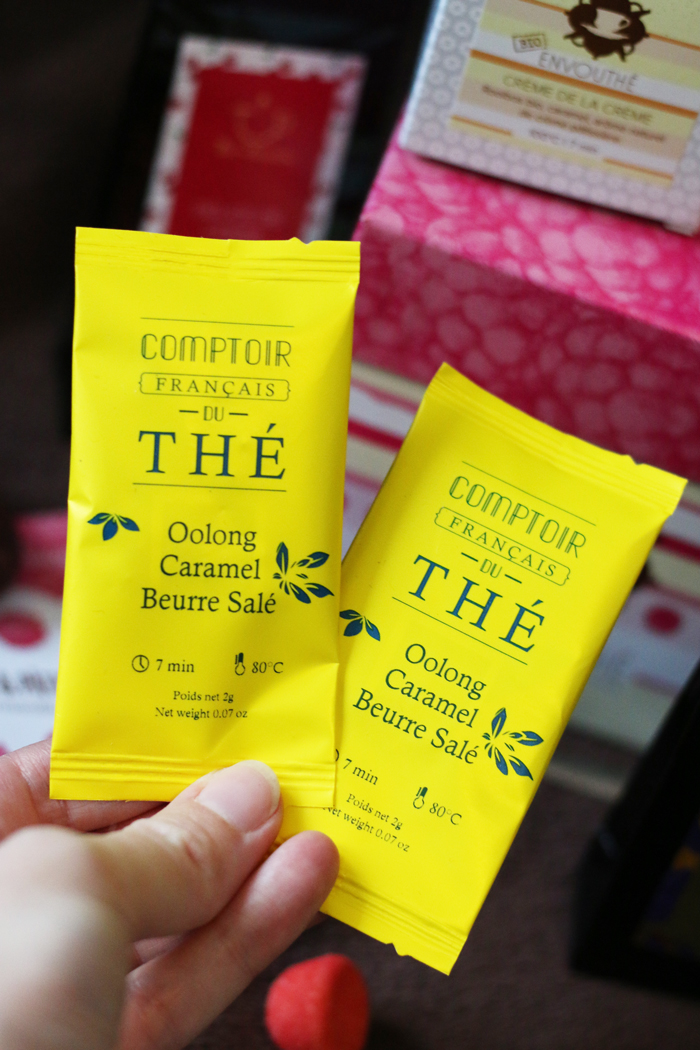 BIO
ENVOUTHÉ
CRÈME DE LA CRÈME
COMPTOIR
FRANÇAIS
DU
THÉ
Oolong
Caramel
Beurre Salé
7 min 80°C
Poids net 2g
Net weight 0.07 oz
COMPTOIR
FRANÇAIS
DU
THÉ
Oolong
Caramel
Beurre Salé
7 min 80°C
Poids net 2g
Net weight 0.07 oz